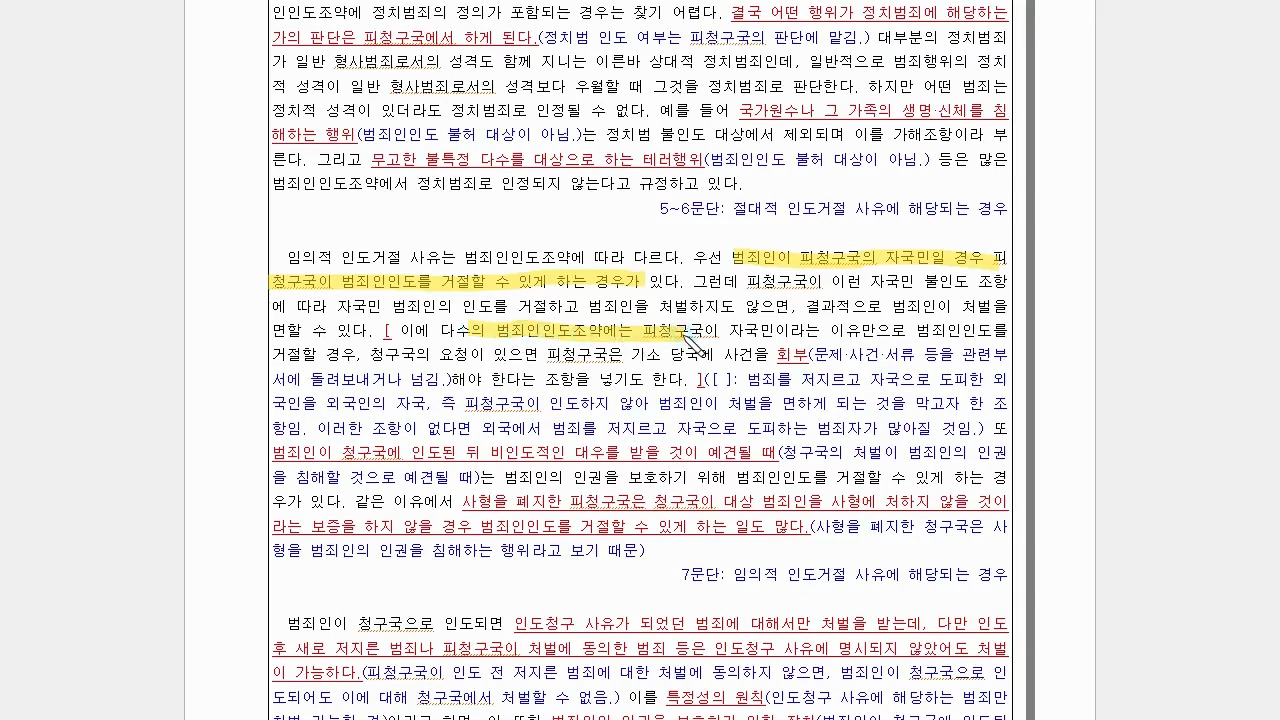 인인도조약에 정치범죄의 정의가 포함되는 경우는 찾기 어렵다. 결국 어떤 행위가 정치범죄에 해당하는
가의 판단은 피청구국에서 하게 된다.(정치범 인도 여부는 피청구국의 판단에 맡김.) 대부분의 정치범죄
가 일반 형사범죄로서의 성격도 함께 지니는 이른바 상대적 정치범죄인데, 일반적으로 범죄행위의 정치
적 성격이 일반 형사범죄로서의 성격보다 우월할 때 그것을 정치범죄로 판단한다. 하지만 어떤 범죄는
정치적 성격이 있더라도 정치범죄로 인정될 수 없다. 예를 들어 국가원수나 그 가족의 생명·신체를 침
해하는 행위(범죄인인도 불허 대상이 아님.)는 정치범 불인도 대상에서 제외되며 이를 가해조항이라 부
른다. 그리고 무고한 불특정 다수를 대상으로 하는 테러행위(범죄인인도 불허 대상이 아님.) 등은 많은
범죄인인도조약에서 정치범죄로 인정되지 않는다고 규정하고 있다.
5~6문단: 절대적 인도거절 사유에 해당되는 경우
임의적 인도거절 사유는 범죄인인도조약에 따라 다르다. 우선 범죄인이 피청구국의 자국민일 경우 피
청구국이 범죄인인도를 거절할 수 있게 하는 경우가 있다. 그런데 피청구국이 이런 자국민 불인도 조항
에 따라 자국민 범죄인의 인도를 거절하고 범죄인을 처벌하지도 않으면, 결과적으로 범죄인이 처벌을
면할 수 있다. [ 이에 다수의 범죄인인도조약에는 피청구국이 자국민이라는 이유만으로 범죄인인도를
거절할 경우, 청구국의 요청이 있으면 피청구국은 기소 당국에 사건을 회부(문제·사건·서류 등을 관련부
서에 돌려보내거나 넘김.)해야 한다는 조항을 넣기도 한다. ]([ ]: 범죄를 저지르고 자국으로 도피한 외
국인을 외국인의 자국, 즉 피청구국이 인도하지 않아 범죄인이 처벌을 면하게 되는 것을 막고자 한 조
항임. 이러한 조항이 없다면 외국에서 범죄를 저지르고 자국으로 도피하는 범죄자가 많아질 것임.) 또
범죄인이 청구국에 인도된 뒤 비인도적인 대우를 받을 것이 예견될 때(청구국의 처벌이 범죄인의 인권
을 침해할 것으로 예견될 때)는 범죄인의 인권을 보호하기 위해 범죄인인도를 거절할 수 있게 하는 경
우가 있다. 같은 이유에서 사형을 폐지한 피청구국은 청구국이 대상 범죄인을 사형에 처하지 않을 것이
라는 보증을 하지 않을 경우 범죄인인도를 거절할 수 있게 하는 일도 많다.(사형을 폐지한 청구국은 사
형을 범죄인의 인권을 침해하는 행위라고 보기 때문)
7문단: 임의적 인도거절 사유에 해당되는 경우
범죄인이 청구국으로 인도되면 인도청구 사유가 되었던 범죄에 대해서만 처벌을 받는데, 다만 인도
후 새로 저지른 범죄나 피청구국이 처벌에 동의한 범죄 등은 인도청구 사유에 명시되지 않았어도 처벌
이 가능하다.(피청구국이 인도 전 저지른 범죄에 대한 처벌에 동의하지 않으면, 범죄인이 청구국으로 인
도되어도 이에 대해 청구국에서 처벌할 수 없음.) 이를 특정성의 원칙(인도청구 사유에 해당하는 범죄만